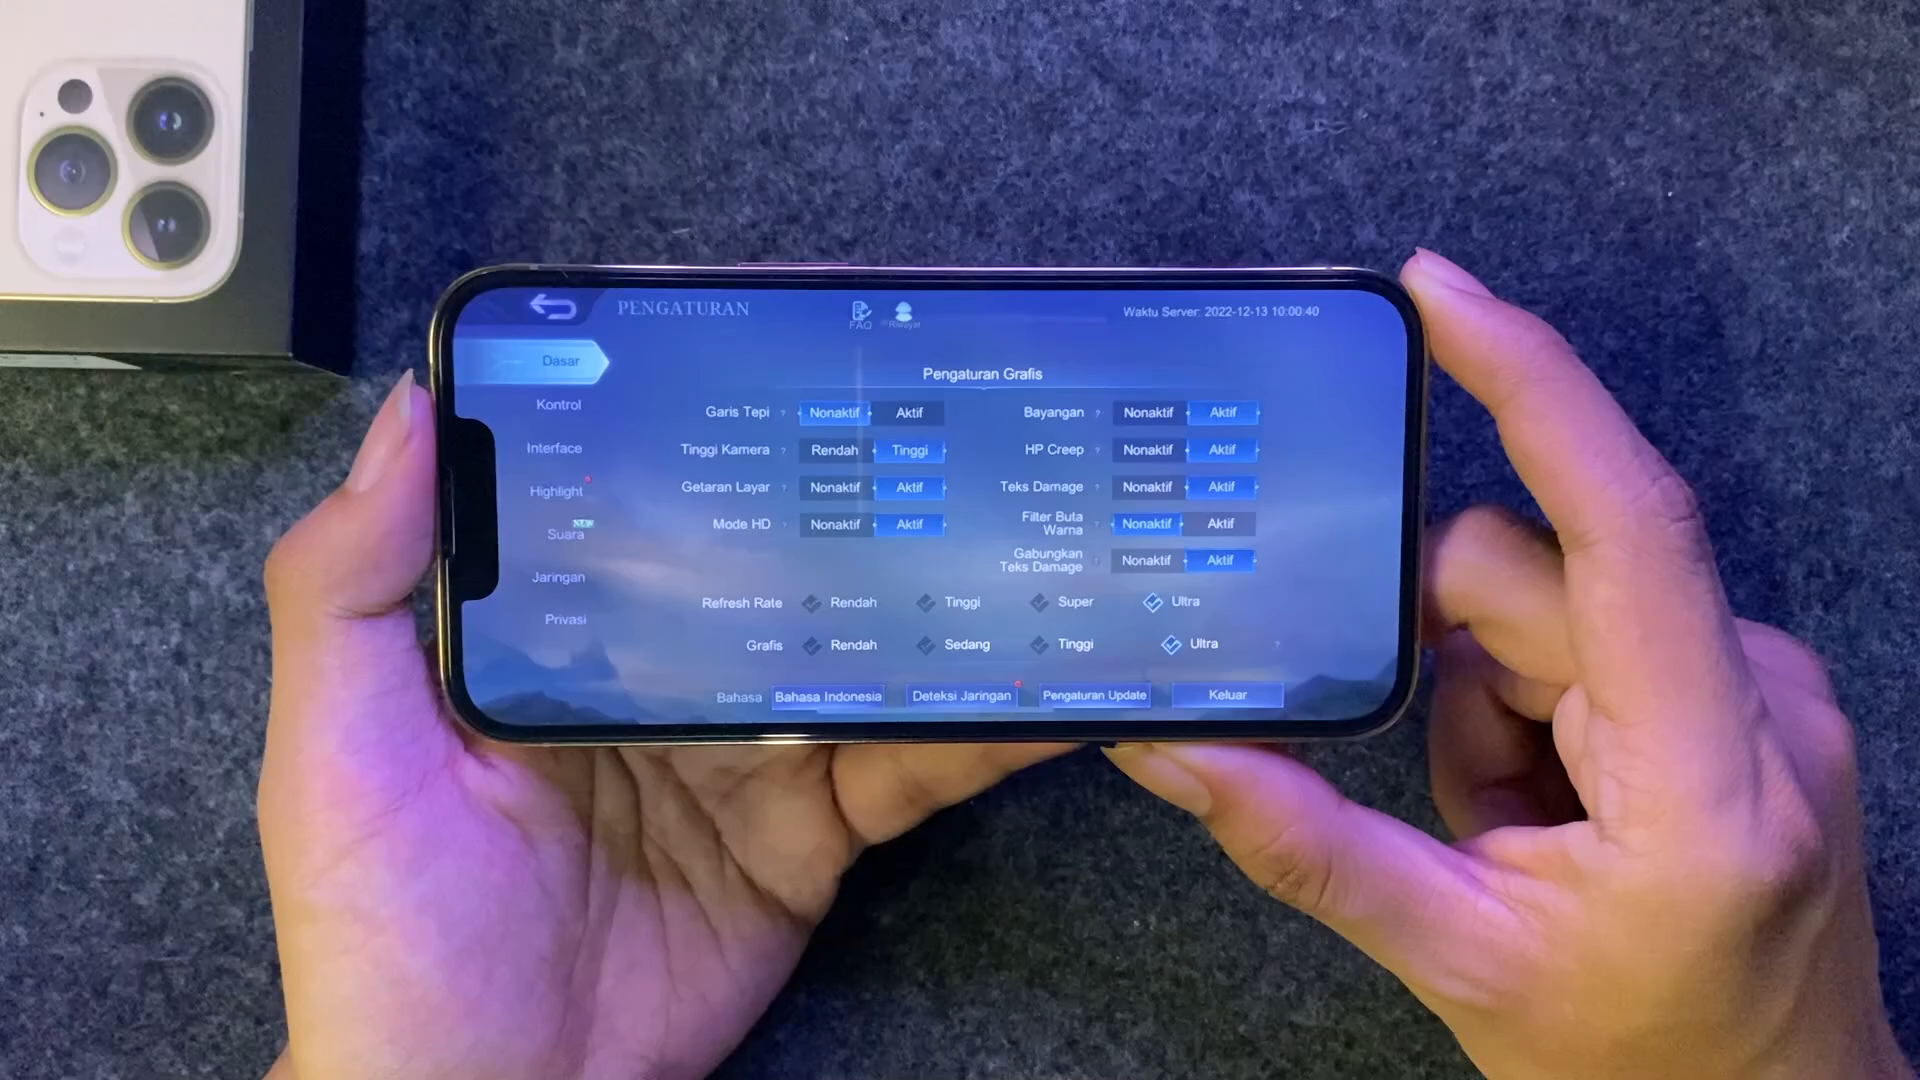 PENGATURAN
FAQ
Riwayat
Waktu Server: 2022-12-13 10:00:40
Dasar
Kontrol
Interface
Highlight
NEW
Suara
Jaringan
Privasi
Pengaturan Grafis
Garis Tepi ? Nonaktif Aktif
Bayangan ? Nonaktif Aktif
Tinggi Kamera ? Rendah Tinggi
HP Creep ? Nonaktif Aktif
Getaran Layar ? Nonaktif Aktif
Teks Damage ? Nonaktif Aktif
Mode HD ? Nonaktif Aktif
Filter Buta
Warna ? Nonaktif Aktif
Gabungkan
Teks Damage ? Nonaktif Aktif
Refresh Rate Rendah Tinggi Super Ultra
Grafis Rendah Sedang Tinggi Ultra ?
Bahasa Bahasa Indonesia Deteksi Jaringan Pengaturan Update Keluar